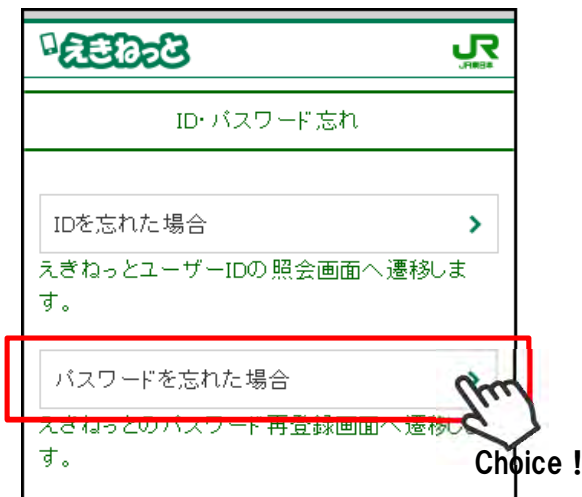 えきねっと
JR
JR東日本
ID・パスワード忘れ
IDを忘れた場合
えきねっとユーザーIDの照会画面へ遷移しま
す。
パスワードを忘れた場合
えきねっとのパスワード再登録画面へ遷移しま
す。
Choice！